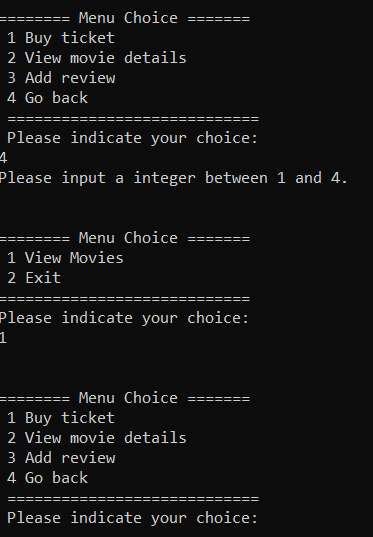 ======== Menu Choice =======
1 Buy ticket
2 View movie details
3 Add review
4 Go back
============================
Please indicate your choice:
4
Please input a integer between 1 and 4.
======== Menu Choice =======
1 View Movies
2 Exit
============================
Please indicate your choice:
1
======== Menu Choice =======
1 Buy ticket
2 View movie details
3 Add review
4 Go back
============================
Please indicate your choice: